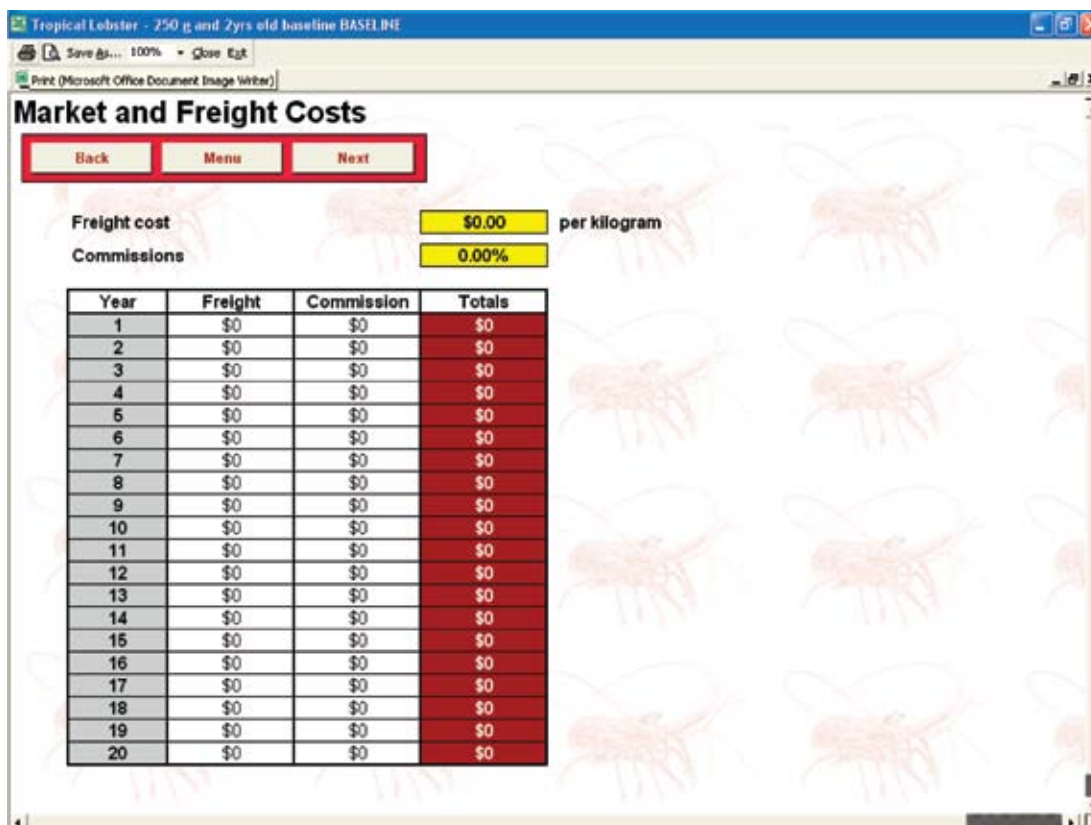 Tropical Lobster - 250 g and 2yrs old baseline BASELINE
Save As... 100% Close Exit
Print (Microsoft Office Document Image Writer)
Market and Freight Costs
Back Menu Next
Freight cost $0.00 per kilogram
Commissions 0.00%
Year Freight Commission Totals
1 $0 $0 $0
2 $0 $0 $0
3 $0 $0 $0
4 $0 $0 $0
5 $0 $0 $0
6 $0 $0 $0
7 $0 $0 $0
8 $0 $0 $0
9 $0 $0 $0
10 $0 $0 $0
11 $0 $0 $0
12 $0 $0 $0
13 $0 $0 $0
14 $0 $0 $0
15 $0 $0 $0
16 $0 $0 $0
17 $0 $0 $0
18 $0 $0 $0
19 $0 $0 $0
20 $0 $0 $0